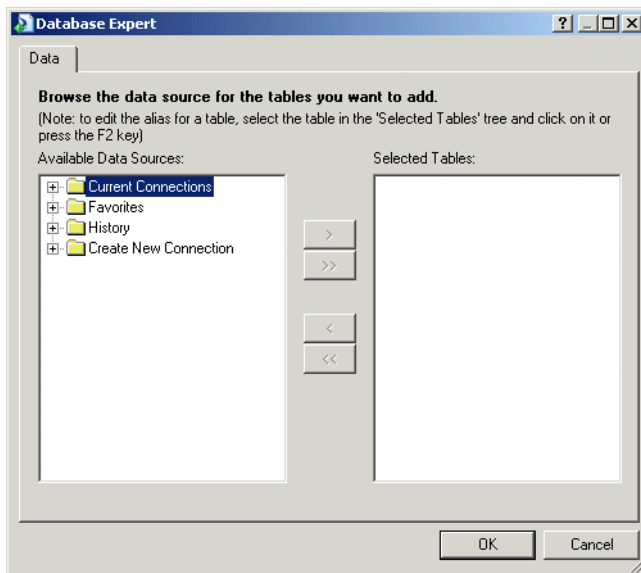 Database Expert
Data
Browse the data source for the tables you want to add.
(Note: to edit the alias for a table, select the table in the 'Selected Tables' tree and click on it or
press the F2 key)
Available Data Sources:
Selected Tables:
Current Connections
Favorites
History
Create New Connection
>
>>
<
<<
OK
Cancel